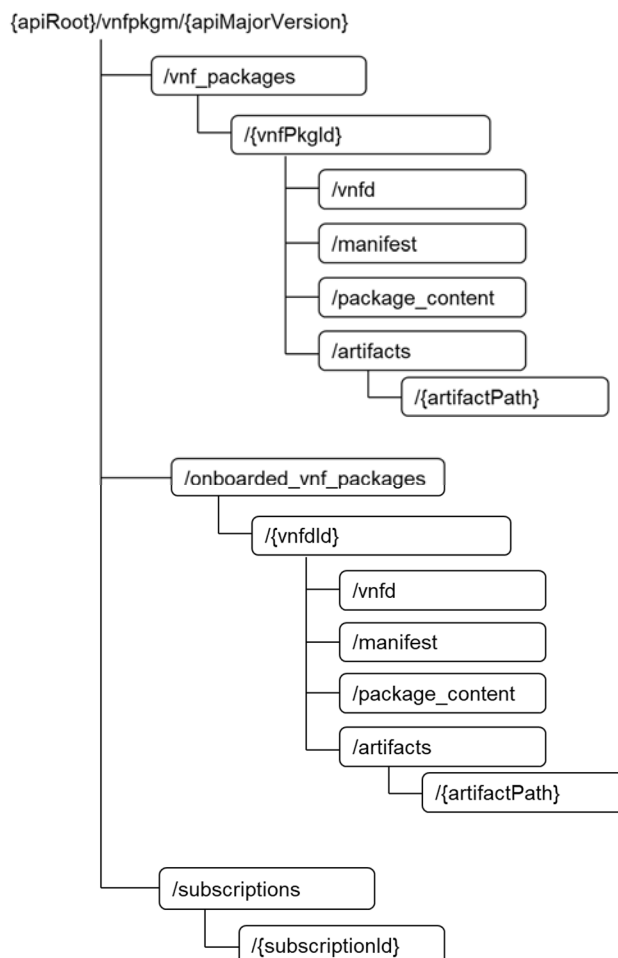 {apiRoot}/vnfpkgm/{apiMajorVersion}
/vnf_packages
/{vnfPkgId}
/vnfd
/manifest
/package_content
/artifacts
/{artifactPath}
/onboarded_vnf_packages
/{vnfdId}
/vnfd
/manifest
/package_content
/artifacts
/{artifactPath}
/subscriptions
/{subscriptionId}